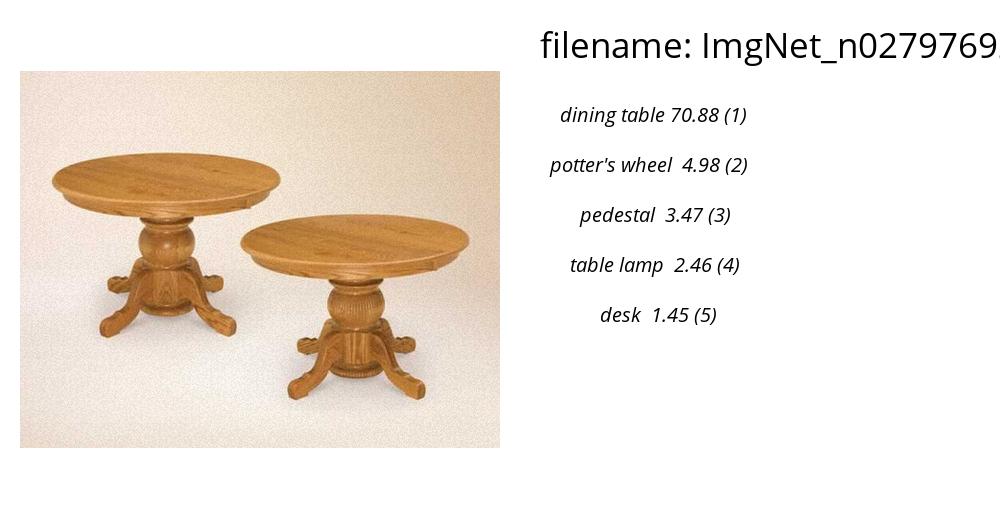 filename: ImgNet_n0279769
dining table 70.88 (1)
potter's wheel 4.98 (2)
pedestal 3.47 (3)
table lamp 2.46 (4)
desk 1.45 (5)